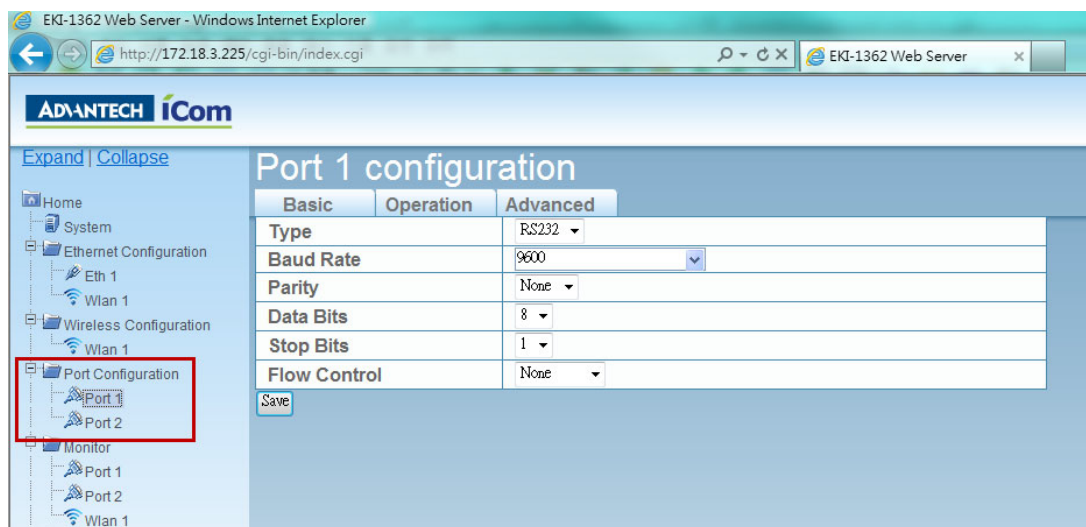 EKI-1362 Web Server - Windows Internet Explorer
http://172.18.3.225/cgi-bin/index.cgi
EKI-1362 Web Server
ADVANTECH iCom
Expand | Collapse
Home
System
Ethernet Configuration
Eth 1
Wlan 1
Wireless Configuration
Wlan 1
Port Configuration
Port 1
Port 2
Monitor
Port 1
Port 2
Wlan 1
Port 1 configuration
Basic Operation Advanced
Type RS232
Baud Rate 9600
Parity None
Data Bits 8
Stop Bits 1
Flow Control None
Save